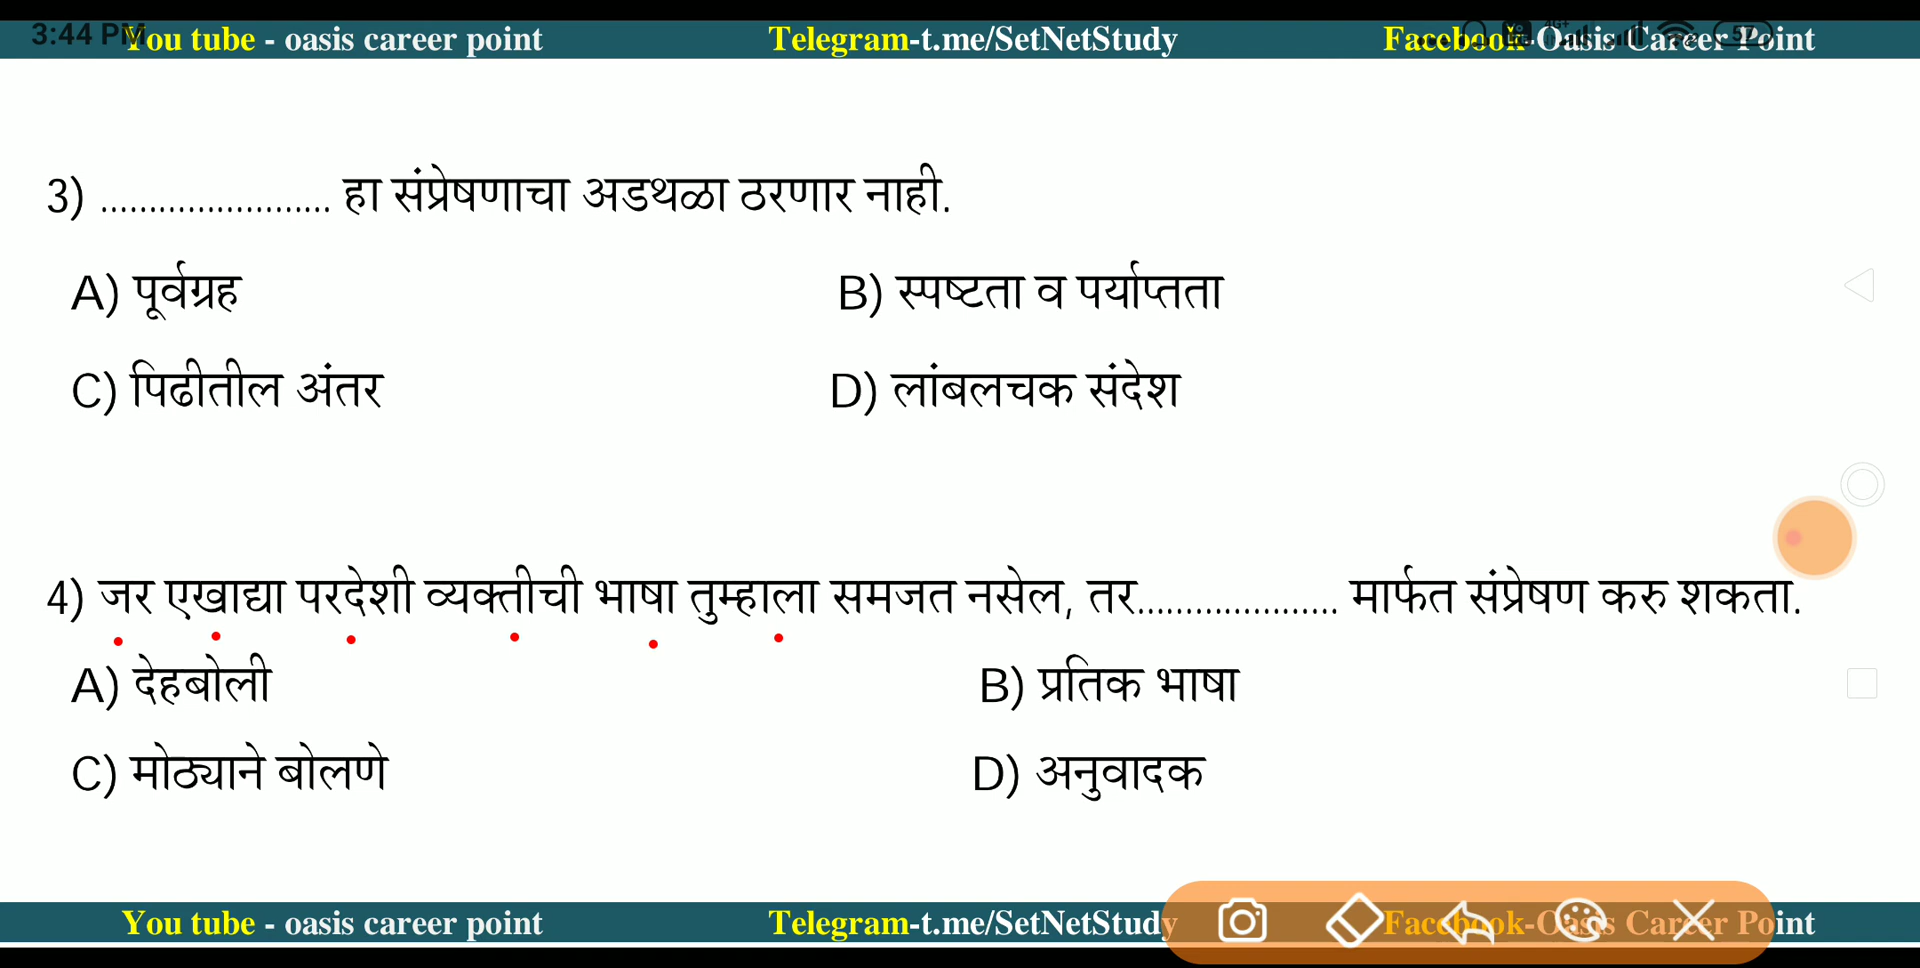 3:44 PM
You tube - oasis career point Telegram-t.me/SetNetStudy Facebook-Oasis Career Point
3) ........................ हा संप्रेषणाचा अडथळा ठरणार नाही.
A) पूर्वग्रह B) स्पष्टता व पर्याप्तता
C) पिढीतील अंतर D) लांबलचक संदेश
4) जर एखाद्या परदेशी व्यक्तीची भाषा तुम्हाला समजत नसेल, तर..................... मार्फत संप्रेषण करु शकता.
A) देहबोली B) प्रतिक भाषा
C) मोठ्याने बोलणे D) अनुवादक
You tube - oasis career point Telegram-t.me/SetNetStudy Facebook-Oasis Career Point